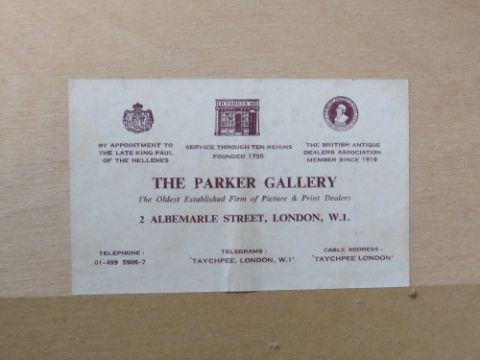 H. PARKER
BY APPOINTMENT TO
THE LATE KING PAUL
OF THE HELLENES
SERVICE THROUGH TEN REIGNS
FOUNDED 1750
THE BRITISH ANTIQUE
DEALERS ASSOCIATION
MEMBER SINCE 1918
THE PARKER GALLERY
The Oldest Established Firm of Picture & Print Dealers
2 ALBEMARLE STREET, LONDON, W.1.
TELEPHONE :
01-499 5906-7
TELEGRAMS :
'TAYCHPEE, LONDON, W.1'
CABLE ADDRESS :
'TAYCHPEE LONDON'